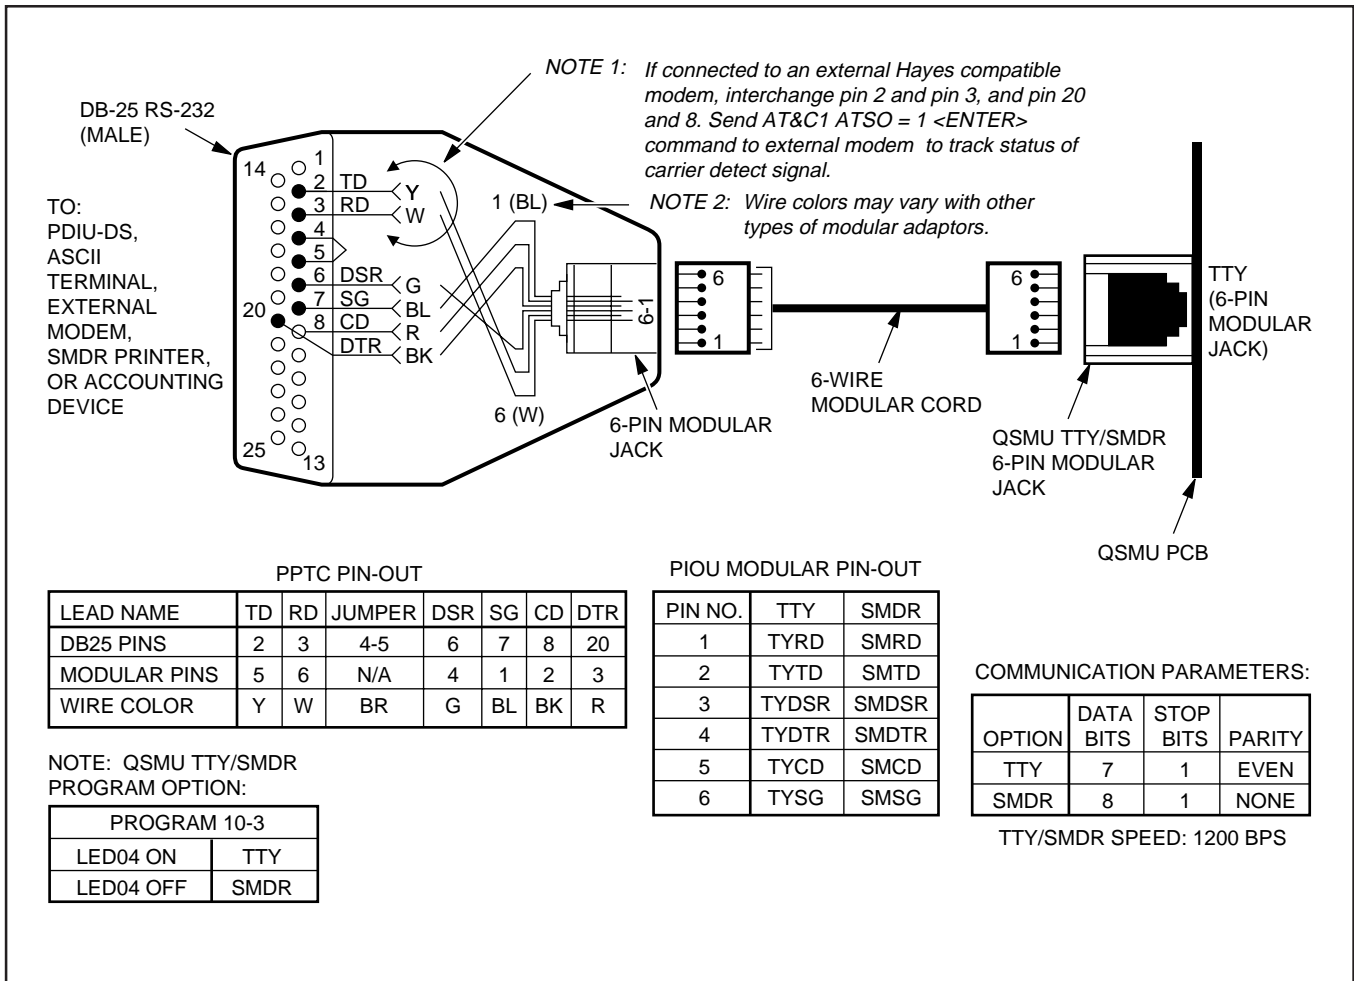 NOTE 1: If connected to an external Hayes compatible
modem, interchange pin 2 and pin 3, and pin 20
and 8. Send AT&C1 ATSO = 1 <ENTER>
command to external modem to track status of
carrier detect signal.
NOTE 2: Wire colors may vary with other
types of modular adaptors.
DB-25 RS-232
(MALE)
TO:
PDIU-DS,
ASCII
TERMINAL,
EXTERNAL
MODEM,
SMDR PRINTER,
OR ACCOUNTING
DEVICE
14
20
25
1
2 TD Y
3 RD W
4
5
6 DSR G
7 SG BL
8 CD R
DTR BK
13
1 (BL)
6 (W)
6-1
6-PIN MODULAR
JACK
6
1
6-WIRE
MODULAR CORD
6
1
TTY
(6-PIN
MODULAR
JACK)
QSMU TTY/SMDR
6-PIN MODULAR
JACK
QSMU PCB
PPTC PIN-OUT
LEAD NAME TD RD JUMPER DSR SG CD DTR
DB25 PINS 2 3 4-5 6 7 8 20
MODULAR PINS 5 6 N/A 4 1 2 3
WIRE COLOR Y W BR G BL BK R
NOTE: QSMU TTY/SMDR
PROGRAM OPTION:
PROGRAM 10-3
LED04 ON TTY
LED04 OFF SMDR
PIOU MODULAR PIN-OUT
PIN NO. TTY SMDR
1 TYRD SMRD
2 TYTD SMTD
3 TYDSR SMDSR
4 TYDTR SMDTR
5 TYCD SMCD
6 TYSG SMSG
COMMUNICATION PARAMETERS:
OPTION DATA BITS STOP BITS PARITY
TTY 7 1 EVEN
SMDR 8 1 NONE
TTY/SMDR SPEED: 1200 BPS